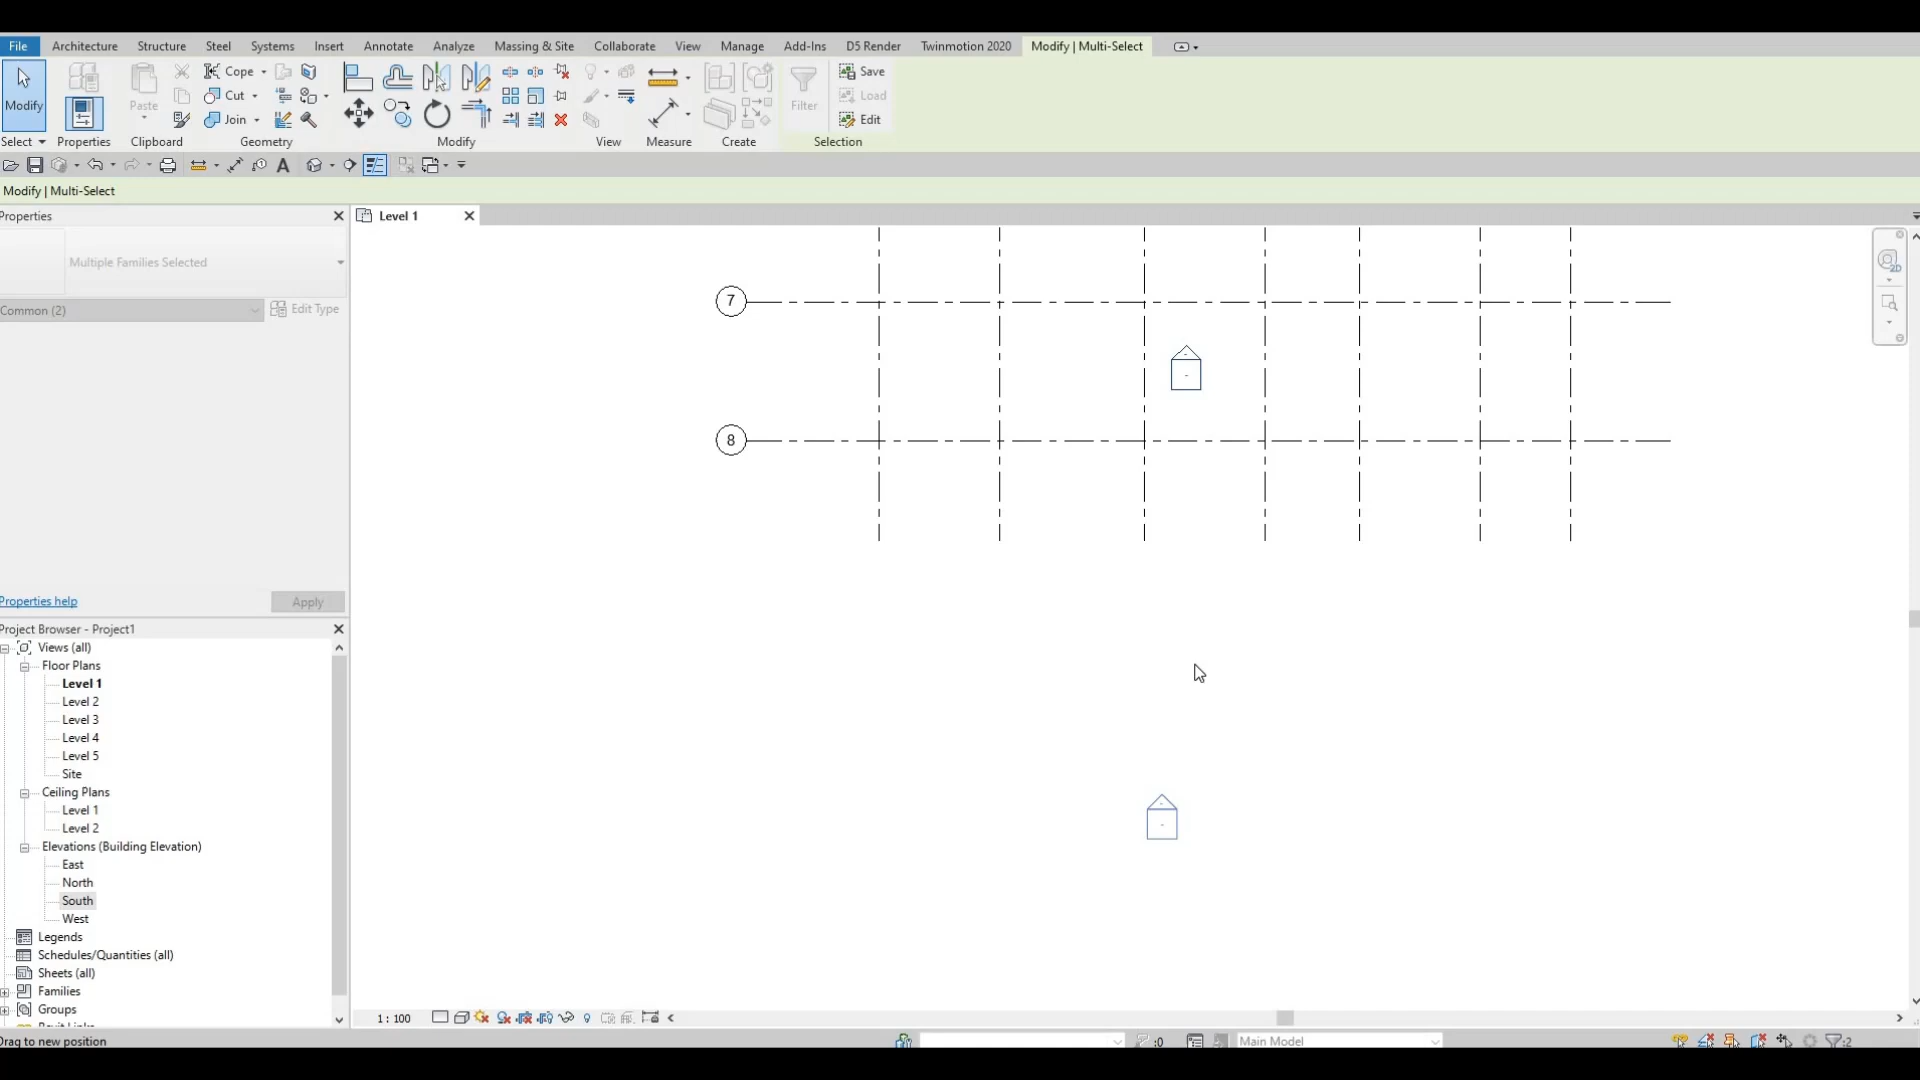 File Architecture Structure Steel Systems Insert Annotate Analyze Massing & Site Collaborate View Manage Add-Ins D5 Render Twinmotion 2020 Modify | Multi-Select
Modify Paste Cope Cut Join Filter Save Load Edit
Select Properties Clipboard Geometry Modify View Measure Create Selection
Modify | Multi-Select
Properties
Level 1
Multiple Families Selected
Common (2)
Edit Type
7
8
Properties help
Apply
Project Browser - Project1
Views (all)
Floor Plans
Level 1
Level 2
Level 3
Level 4
Level 5
Site
Ceiling Plans
Level 1
Level 2
Elevations (Building Elevation)
East
North
South
West
Legends
Schedules/Quantities (all)
Sheets (all)
Families
Groups
1 : 100
Drag to new position
:0
Main Model
:2